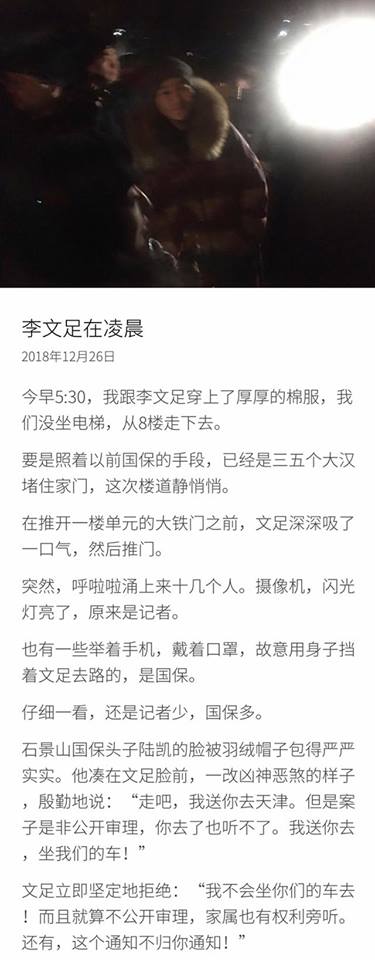 李文足在凌晨
2018年12月26日
今早5:30，我跟李文足穿上了厚厚的棉服，我
们没坐电梯，从8楼走下去。
要是照着以前国保的手段，已经是三五个大汉
堵住家门，这次楼道静悄悄。
在推开一楼单元的大铁门之前，文足深深吸了
一口气，然后推门。
突然，呼啦啦涌上来十几个人。摄像机，闪光
灯亮了，原来是记者。
也有一些举着手机，戴着口罩，故意用身子挡
着文足去路的，是国保。
仔细一看，还是记者少，国保多。
石景山国保头子陆凯的脸被羽绒帽子包得严严
实实。他凑在文足脸前，一改凶神恶煞的样子
，殷勤地说：“走吧，我送你去天津。但是案
子是非公开审理，你去了也听不了。我送你去
，坐我们的车！”
文足立即坚定地拒绝：“我不会坐你们的车去
！而且就算不公开审理，家属也有权利旁听。
还有，这个通知不归你通知！”